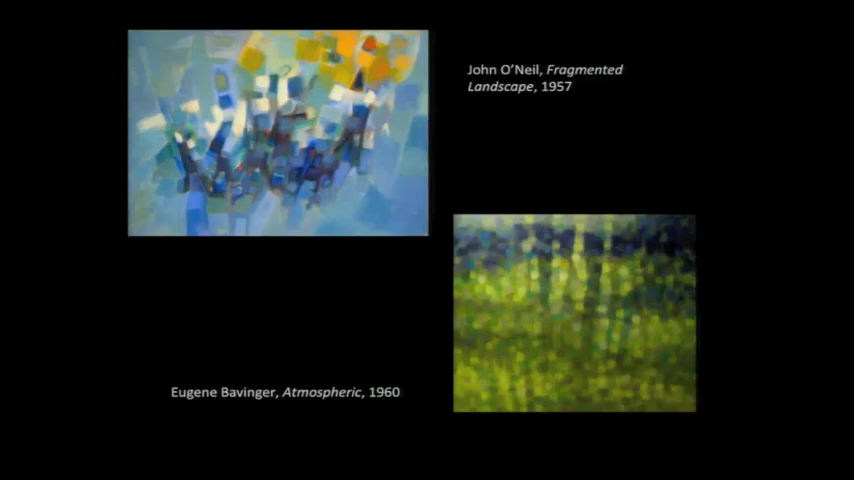 John O’Neil, Fragmented
Landscape, 1957
Eugene Bavinger, Atmospheric, 1960